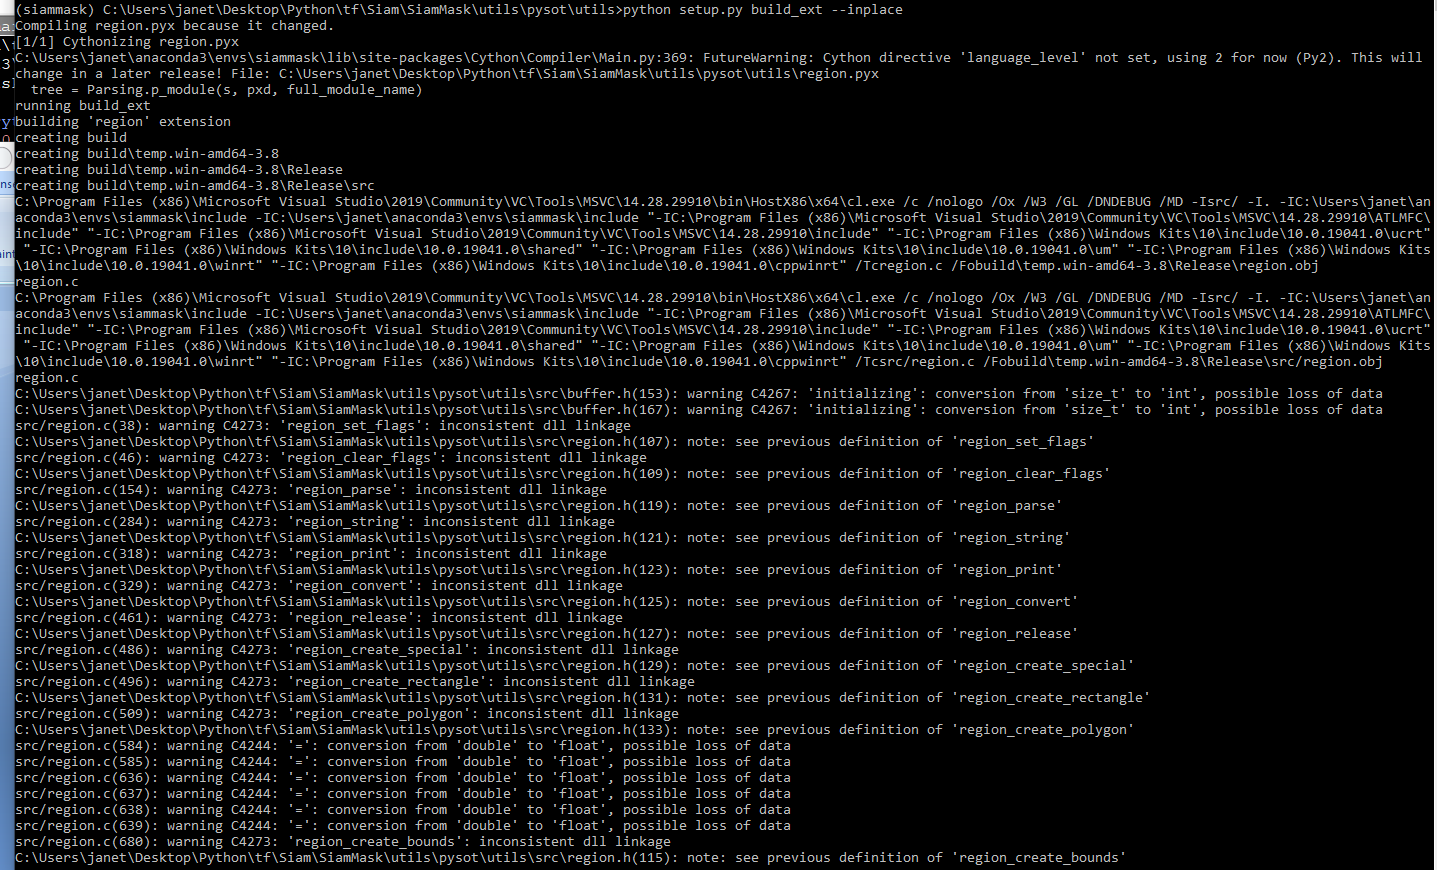 (siammask) C:\Users\janet\Desktop\Python\tf\Siam\SiamMask\utils\pysot\utils>python setup.py build_ext --inplace
Compiling region.pyx because it changed.
[1/1] Cythonizing region.pyx
C:\Users\janet\anaconda3\envs\siammask\lib\site-packages\Cython\Compiler\Main.py:369: FutureWarning: Cython directive 'language_level' not set, using 2 for now (Py2). This will
change in a later release! File: C:\Users\janet\Desktop\Python\tf\Siam\SiamMask\utils\pysot\utils\region.pyx
  tree = Parsing.p_module(s, pxd, full_module_name)
running build_ext
building 'region' extension
creating build
creating build\temp.win-amd64-3.8
creating build\temp.win-amd64-3.8\Release
creating build\temp.win-amd64-3.8\Release\src
C:\Program Files (x86)\Microsoft Visual Studio\2019\Community\VC\Tools\MSVC\14.28.29910\bin\HostX86\x64\cl.exe /c /nologo /Ox /W3 /GL /DNDEBUG /MD -Isrc/ -I. -IC:\Users\janet\an
aconda3\envs\siammask\include -IC:\Users\janet\anaconda3\envs\siammask\include "-IC:\Program Files (x86)\Microsoft Visual Studio\2019\Community\VC\Tools\MSVC\14.28.29910\ATLMFC\
include" "-IC:\Program Files (x86)\Microsoft Visual Studio\2019\Community\VC\Tools\MSVC\14.28.29910\include" "-IC:\Program Files (x86)\Windows Kits\10\include\10.0.19041.0\ucrt"
 "-IC:\Program Files (x86)\Windows Kits\10\include\10.0.19041.0\shared" "-IC:\Program Files (x86)\Windows Kits\10\include\10.0.19041.0\um" "-IC:\Program Files (x86)\Windows Kits
\10\include\10.0.19041.0\winrt" "-IC:\Program Files (x86)\Windows Kits\10\include\10.0.19041.0\cppwinrt" /Tcregion.c /Fobuild\temp.win-amd64-3.8\Release\region.obj
region.c
C:\Program Files (x86)\Microsoft Visual Studio\2019\Community\VC\Tools\MSVC\14.28.29910\bin\HostX86\x64\cl.exe /c /nologo /Ox /W3 /GL /DNDEBUG /MD -Isrc/ -I. -IC:\Users\janet\an
aconda3\envs\siammask\include -IC:\Users\janet\anaconda3\envs\siammask\include "-IC:\Program Files (x86)\Microsoft Visual Studio\2019\Community\VC\Tools\MSVC\14.28.29910\ATLMFC\
include" "-IC:\Program Files (x86)\Microsoft Visual Studio\2019\Community\VC\Tools\MSVC\14.28.29910\include" "-IC:\Program Files (x86)\Windows Kits\10\include\10.0.19041.0\ucrt"
 "-IC:\Program Files (x86)\Windows Kits\10\include\10.0.19041.0\shared" "-IC:\Program Files (x86)\Windows Kits\10\include\10.0.19041.0\um" "-IC:\Program Files (x86)\Windows Kits
\10\include\10.0.19041.0\winrt" "-IC:\Program Files (x86)\Windows Kits\10\include\10.0.19041.0\cppwinrt" /Tcsrc/region.c /Fobuild\temp.win-amd64-3.8\Release\src/region.obj
region.c
C:\Users\janet\Desktop\Python\tf\Siam\SiamMask\utils\pysot\utils\src\buffer.h(153): warning C4267: 'initializing': conversion from 'size_t' to 'int', possible loss of data
C:\Users\janet\Desktop\Python\tf\Siam\SiamMask\utils\pysot\utils\src\buffer.h(167): warning C4267: 'initializing': conversion from 'size_t' to 'int', possible loss of data
src/region.c(38): warning C4273: 'region_set_flags': inconsistent dll linkage
C:\Users\janet\Desktop\Python\tf\Siam\SiamMask\utils\pysot\utils\src\region.h(107): note: see previous definition of 'region_set_flags'
src/region.c(46): warning C4273: 'region_clear_flags': inconsistent dll linkage
C:\Users\janet\Desktop\Python\tf\Siam\SiamMask\utils\pysot\utils\src\region.h(109): note: see previous definition of 'region_clear_flags'
src/region.c(154): warning C4273: 'region_parse': inconsistent dll linkage
C:\Users\janet\Desktop\Python\tf\Siam\SiamMask\utils\pysot\utils\src\region.h(119): note: see previous definition of 'region_parse'
src/region.c(284): warning C4273: 'region_string': inconsistent dll linkage
C:\Users\janet\Desktop\Python\tf\Siam\SiamMask\utils\pysot\utils\src\region.h(121): note: see previous definition of 'region_string'
src/region.c(318): warning C4273: 'region_print': inconsistent dll linkage
C:\Users\janet\Desktop\Python\tf\Siam\SiamMask\utils\pysot\utils\src\region.h(123): note: see previous definition of 'region_print'
src/region.c(329): warning C4273: 'region_convert': inconsistent dll linkage
C:\Users\janet\Desktop\Python\tf\Siam\SiamMask\utils\pysot\utils\src\region.h(125): note: see previous definition of 'region_convert'
src/region.c(461): warning C4273: 'region_release': inconsistent dll linkage
C:\Users\janet\Desktop\Python\tf\Siam\SiamMask\utils\pysot\utils\src\region.h(127): note: see previous definition of 'region_release'
src/region.c(486): warning C4273: 'region_create_special': inconsistent dll linkage
C:\Users\janet\Desktop\Python\tf\Siam\SiamMask\utils\pysot\utils\src\region.h(129): note: see previous definition of 'region_create_special'
src/region.c(496): warning C4273: 'region_create_rectangle': inconsistent dll linkage
C:\Users\janet\Desktop\Python\tf\Siam\SiamMask\utils\pysot\utils\src\region.h(131): note: see previous definition of 'region_create_rectangle'
src/region.c(509): warning C4273: 'region_create_polygon': inconsistent dll linkage
C:\Users\janet\Desktop\Python\tf\Siam\SiamMask\utils\pysot\utils\src\region.h(133): note: see previous definition of 'region_create_polygon'
src/region.c(584): warning C4244: '=': conversion from 'double' to 'float', possible loss of data
src/region.c(585): warning C4244: '=': conversion from 'double' to 'float', possible loss of data
src/region.c(636): warning C4244: '=': conversion from 'double' to 'float', possible loss of data
src/region.c(637): warning C4244: '=': conversion from 'double' to 'float', possible loss of data
src/region.c(638): warning C4244: '=': conversion from 'double' to 'float', possible loss of data
src/region.c(639): warning C4244: '=': conversion from 'double' to 'float', possible loss of data
src/region.c(680): warning C4273: 'region_create_bounds': inconsistent dll linkage
C:\Users\janet\Desktop\Python\tf\Siam\SiamMask\utils\pysot\utils\src\region.h(115): note: see previous definition of 'region_create_bounds'